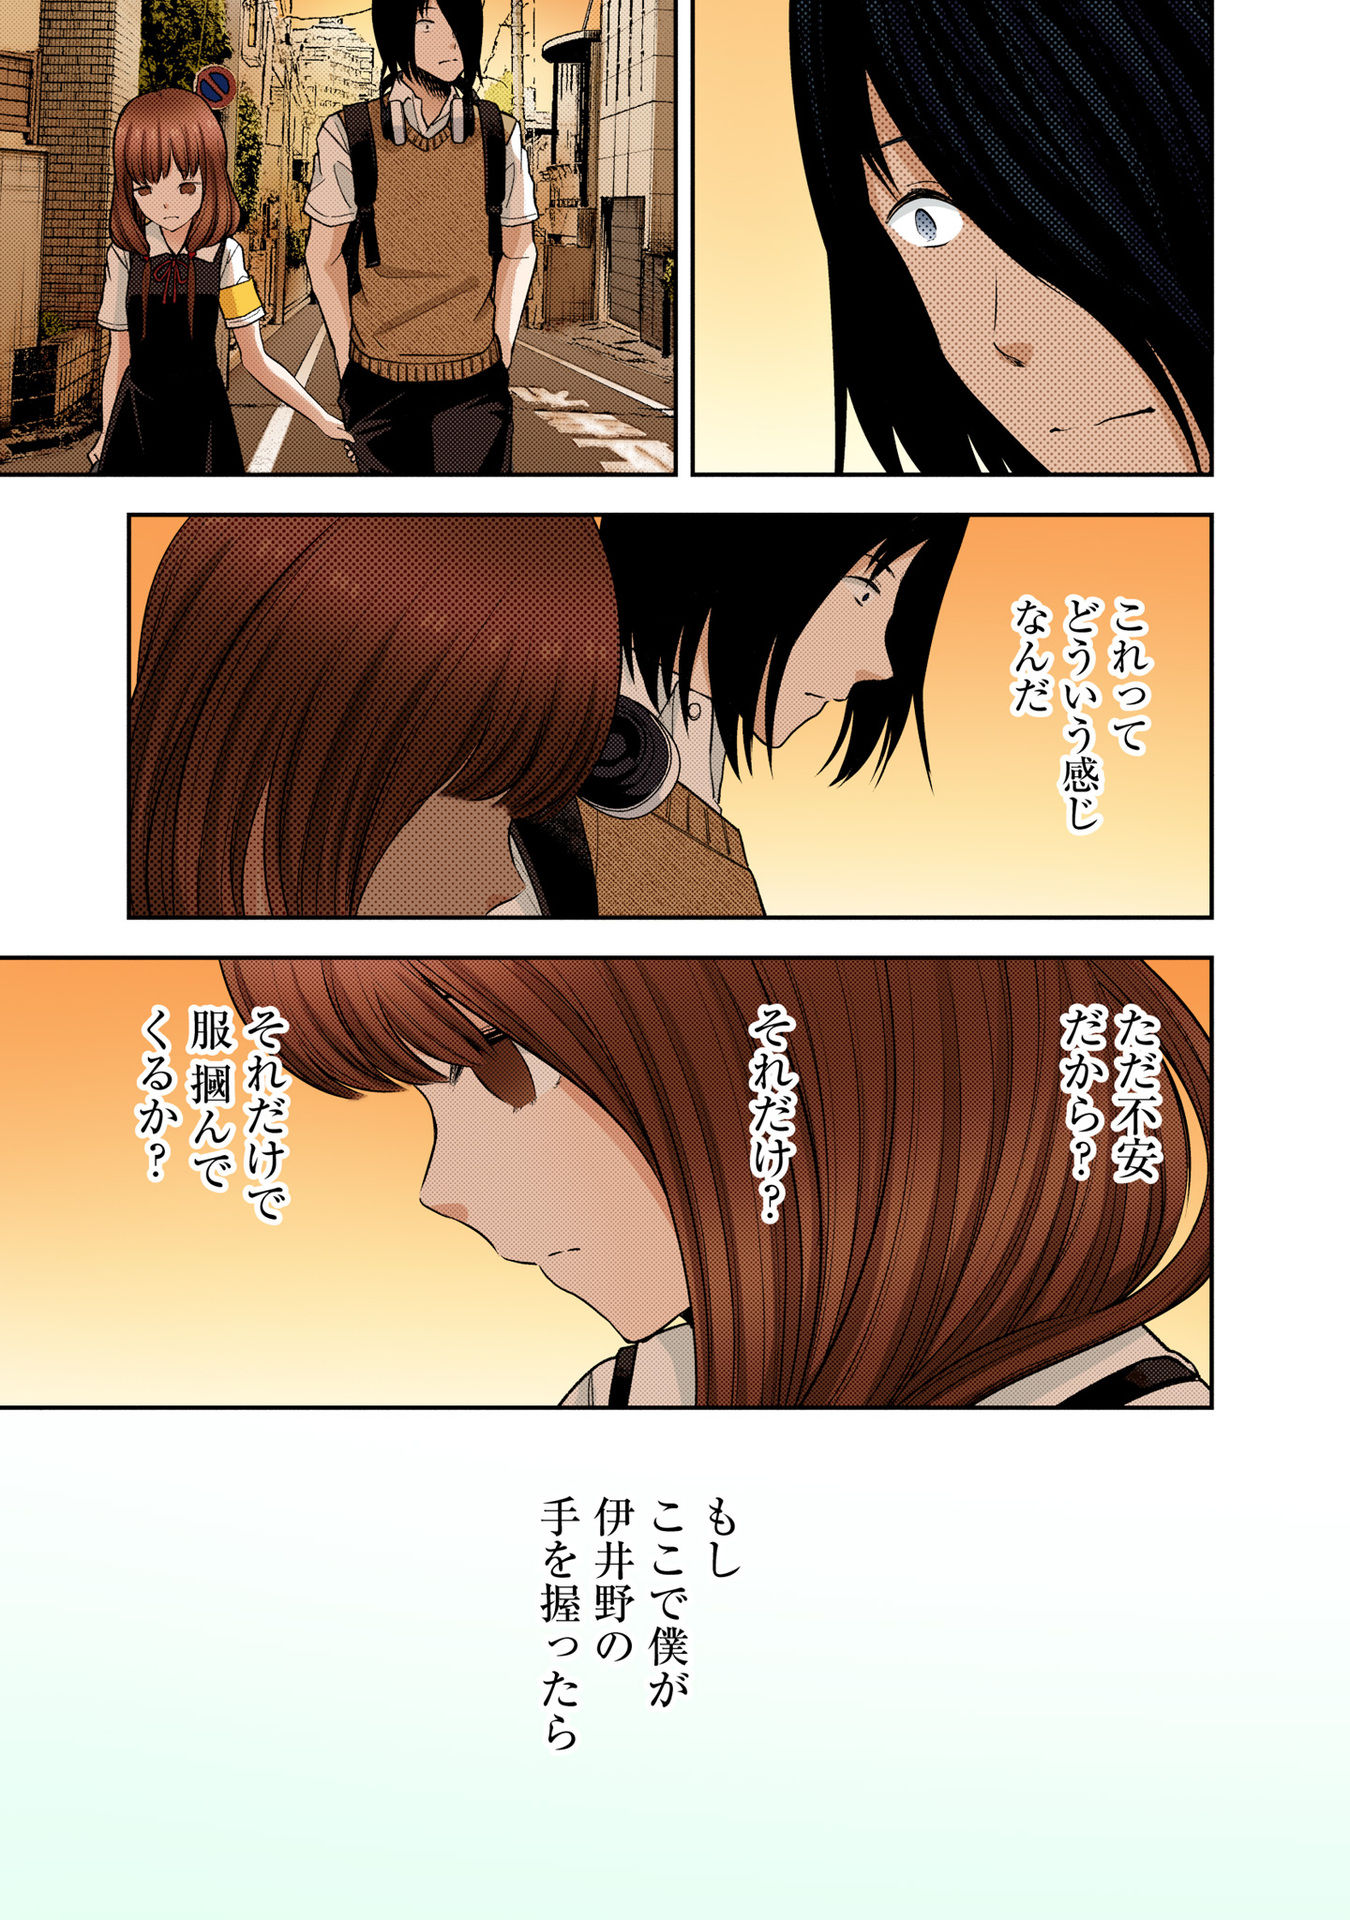 これって
どういう感じ
なんだ
ただ不安
だから?
それだけ?
それだけで
服摑んで
くるか?
もし
ここで僕が
伊井野の
手を握ったら